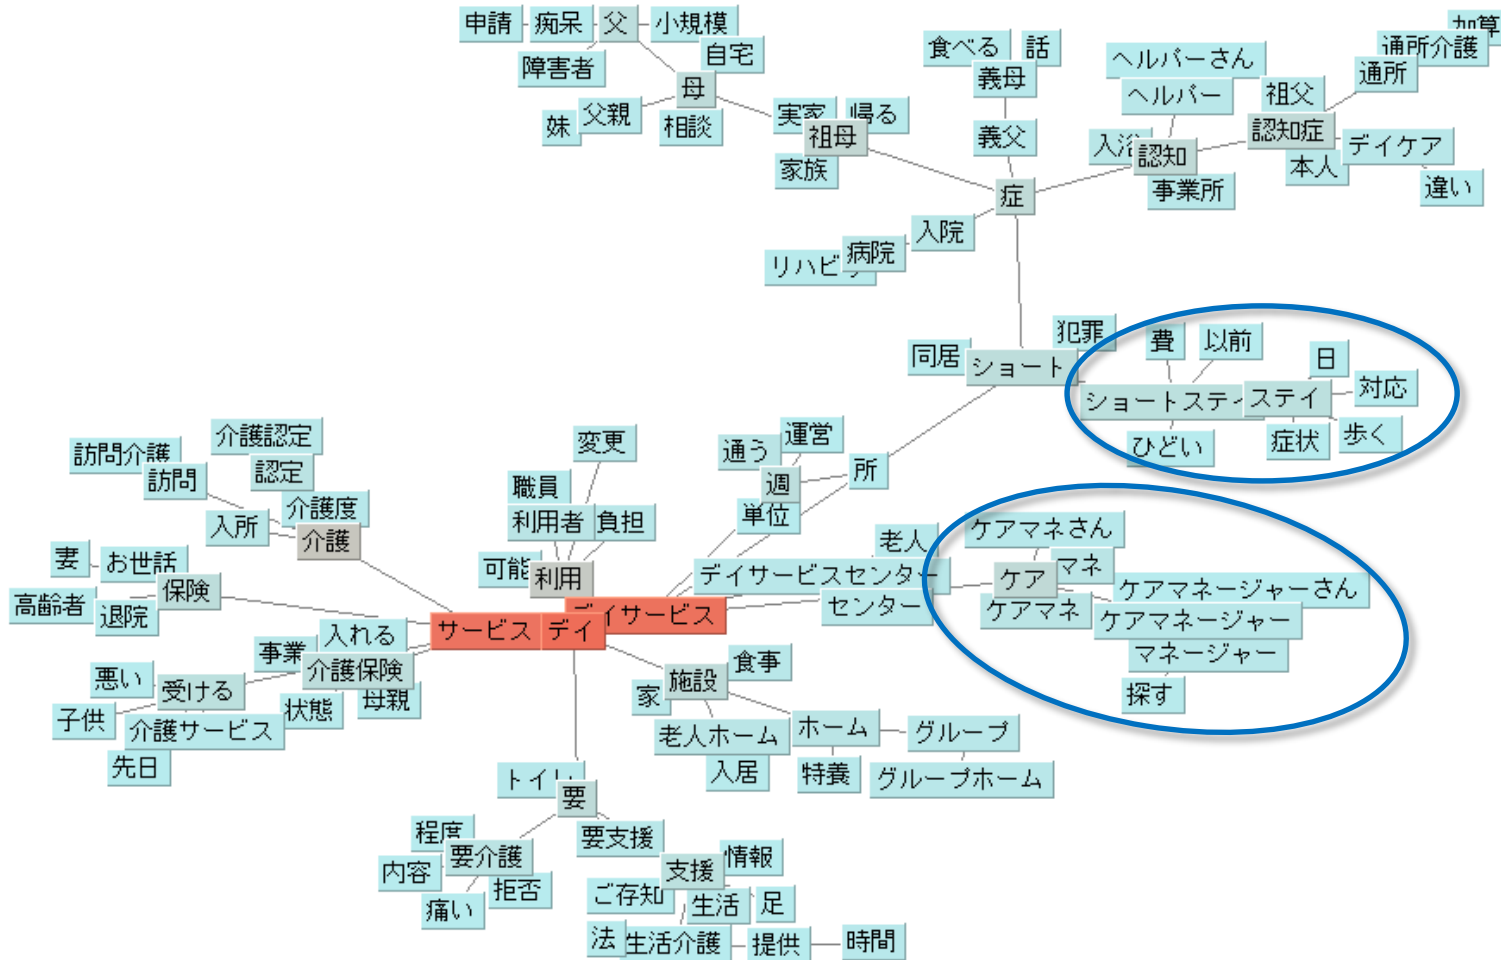 申請
痴呆
父
小規模
障害者
自宅
母
妹
父親
相談
実家
帰る
祖母
家族
食べる
話
義母
義父
症
入院
病院
リハビ
ヘルパーさん
ヘルパー
入浴
認知
事業所
祖父
認知症
本人
通所
通所介護
加算
デイケア
違い
同居
ショート
犯罪
費
以前
ショートステイ
ステイ
日
対応
歩く
症状
ひどい
介護認定
訪問介護
訪問
認定
介護度
入所
介護
妻
お世話
保険
高齢者
退院
変更
職員
利用者
負担
可能
利用
通う
運営
週
所
単位
老人
デイサービスセンター
センター
デイサービス
サービス
デイ
ケアマネさん
マネ
ケア
ケアマネ
ケアマネージャーさん
ケアマネージャー
マネージャー
探す
入れる
事業
介護保険
母親
状態
悪い
受ける
子供
介護サービス
先日
食事
施設
家
老人ホーム
入居
ホーム
特養
グループ
グループホーム
トイレ
要
程度
要介護
内容
拒否
痛い
要支援
支援
情報
ご存知
生活
足
法
生活介護
提供
時間